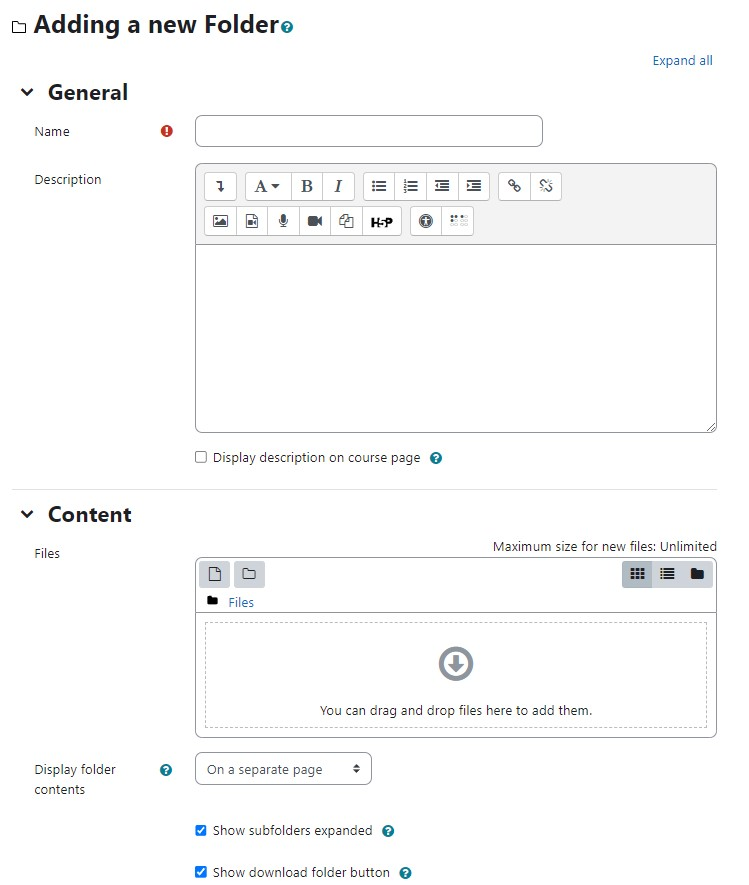 Adding a new Folder
Expand all
General
Name
Description
A B I
H-P
Display description on course page
Content
Files
Maximum size for new files: Unlimited
Files
You can drag and drop files here to add them.
Display folder
contents
On a separate page
Show subfolders expanded
Show download folder button